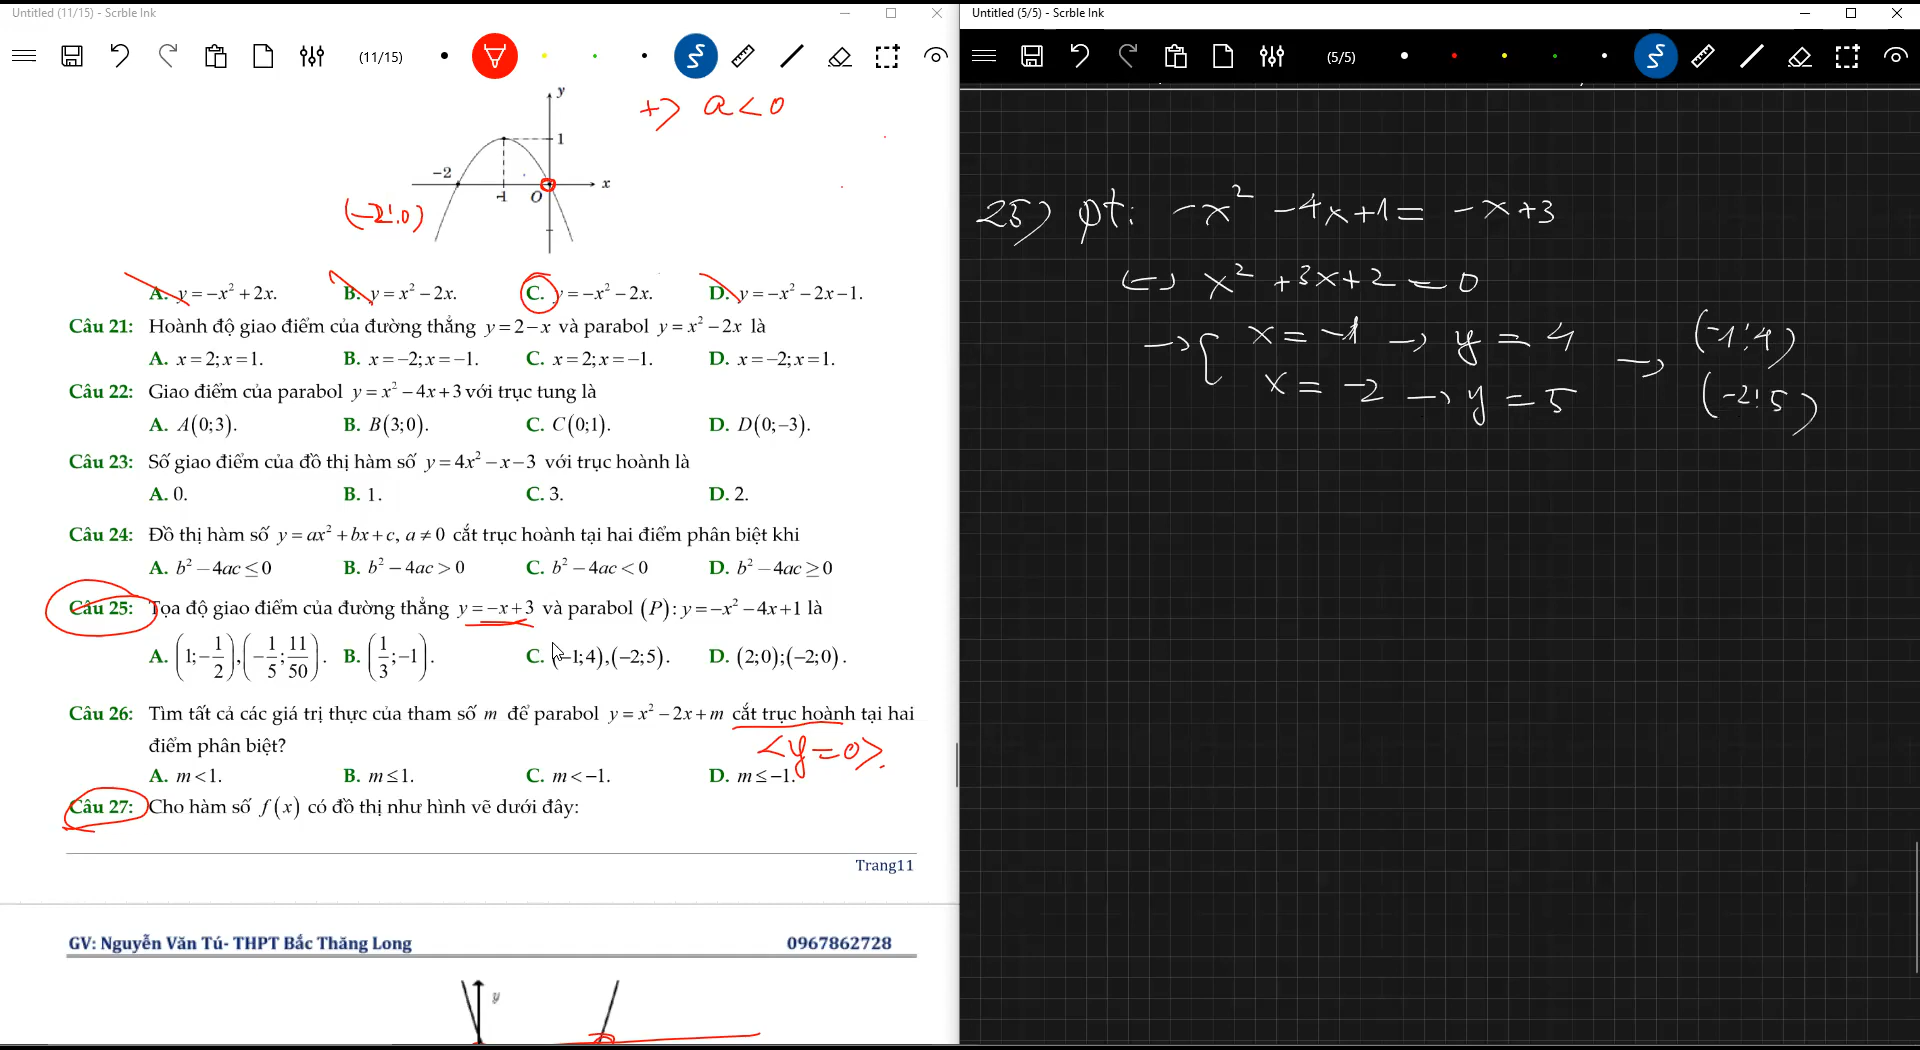 Untitled (11/15) - Scrble Ink
(11/15)
y
1
-2
-1
O
x
+) a < 0
(-2;0)
A. y = −x² + 2x.   B. y = x² − 2x.   C. y = −x² − 2x.   D. y = −x² − 2x − 1.
Câu 21: Hoành độ giao điểm của đường thẳng y = 2 − x và parabol y = x² − 2x là
A. x = 2; x = 1.   B. x = −2; x = −1.   C. x = 2; x = −1.   D. x = −2; x = 1.
Câu 22: Giao điểm của parabol y = x² − 4x + 3 với trục tung là
A. A(0;3).   B. B(3;0).   C. C(0;1).   D. D(0;−3).
Câu 23: Số giao điểm của đồ thị hàm số y = 4x² − x − 3 với trục hoành là
A. 0.   B. 1.   C. 3.   D. 2.
Câu 24: Đồ thị hàm số y = ax² + bx + c, a ≠ 0 cắt trục hoành tại hai điểm phân biệt khi
A. b² − 4ac ≤ 0   B. b² − 4ac > 0   C. b² − 4ac < 0   D. b² − 4ac ≥ 0
Câu 25: Tọa độ giao điểm của đường thẳng y = −x + 3 và parabol (P): y = −x² − 4x + 1 là
A. (1; −1/2), (−1/5; 11/50).   B. (1/3; −1).   C. (−1;4),(−2;5).   D. (2;0);(−2;0).
Câu 26: Tìm tất cả các giá trị thực của tham số m để parabol y = x² − 2x + m cắt trục hoành tại hai
điểm phân biệt?
<y = 0>.
A. m < 1.   B. m ≤ 1.   C. m < −1.   D. m ≤ −1.
Câu 27: Cho hàm số f(x) có đồ thị như hình vẽ dưới đây:
Trang11
GV: Nguyễn Văn Tú- THPT Bắc Thăng Long   0967862728
y
Untitled (5/5) - Scrble Ink
(5/5)
25) pt: −x² − 4x + 1 = −x + 3
⟺ x² + 3x + 2 = 0
→ { x = −1 → y = 4 → (−1;4)
x = −2 → y = 5 (−2;5)